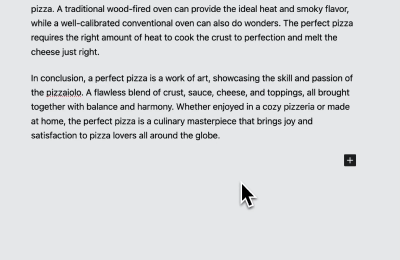 pizza. A traditional wood-fired oven can provide the ideal heat and smoky flavor,
while a well-calibrated conventional oven can also do wonders. The perfect pizza
requires the right amount of heat to cook the crust to perfection and melt the
cheese just right.
In conclusion, a perfect pizza is a work of art, showcasing the skill and passion of
the pizzaiolo. A flawless blend of crust, sauce, cheese, and toppings, all brought
together with balance and harmony. Whether enjoyed in a cozy pizzeria or made
at home, the perfect pizza is a culinary masterpiece that brings joy and
satisfaction to pizza lovers all around the globe.